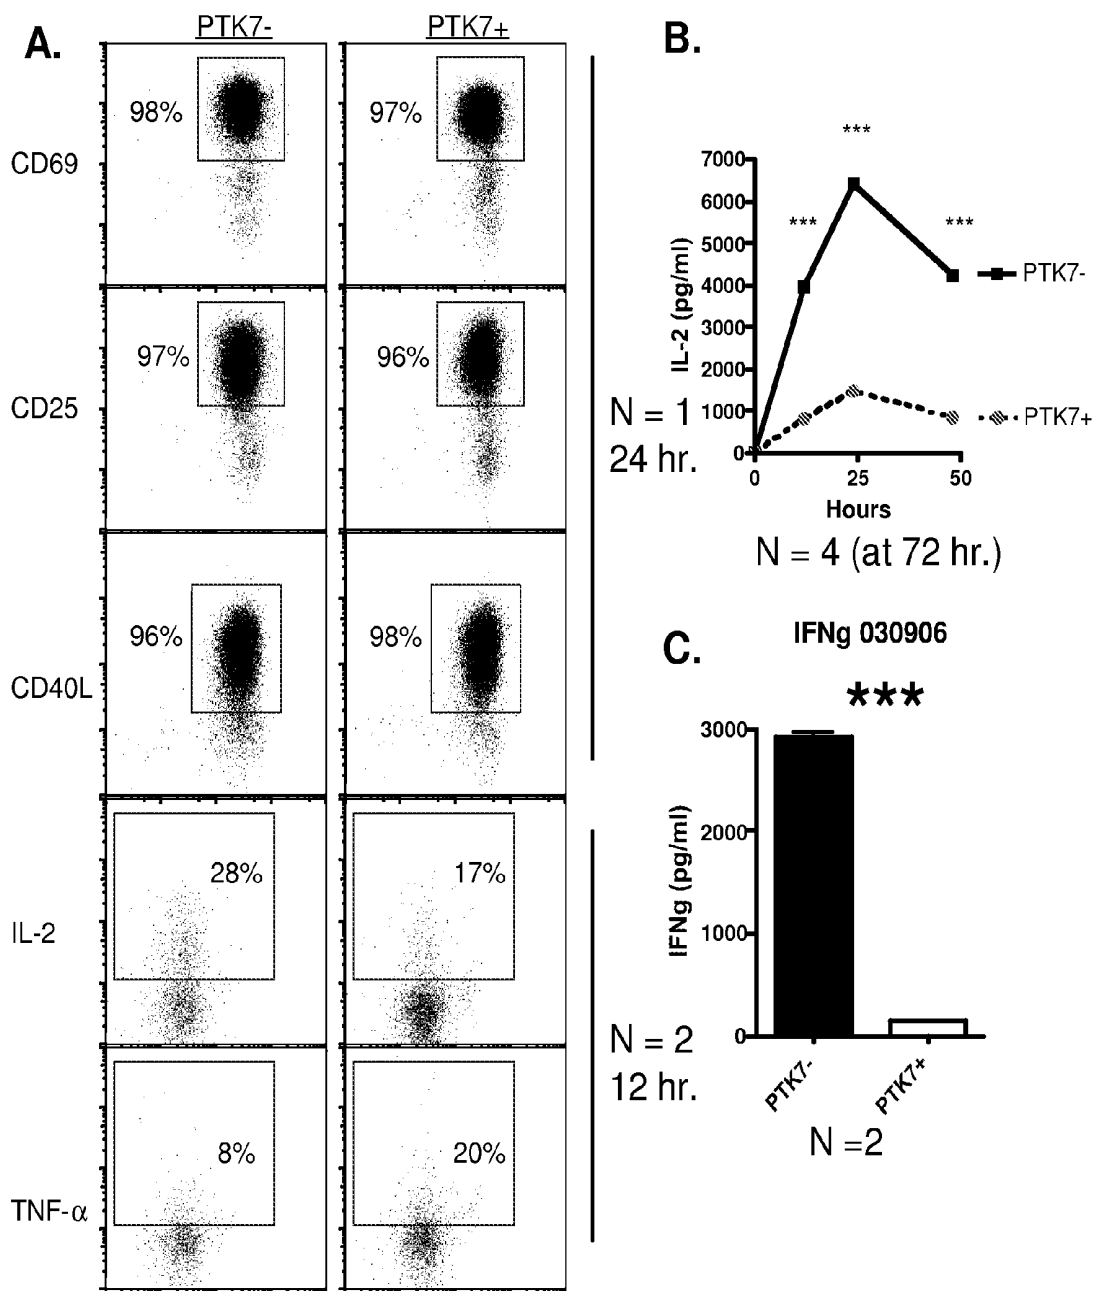 A.
PTK7-
PTK7+
98%
97%
CD69
97%
96%
CD25
96%
98%
CD40L
28%
17%
IL-2
8%
20%
TNF-α
N = 1
24 hr.
N = 2
12 hr.
B.
***
***
***
7000
6000
5000
4000
3000
2000
1000
0
IL-2 (pg/ml)
0
25
50
Hours
PTK7-
PTK7+
N = 4 (at 72 hr.)
C.
IFNg 030906
***
3000
2000
1000
0
IFNg (pg/ml)
PTK7-
PTK7+
N =2